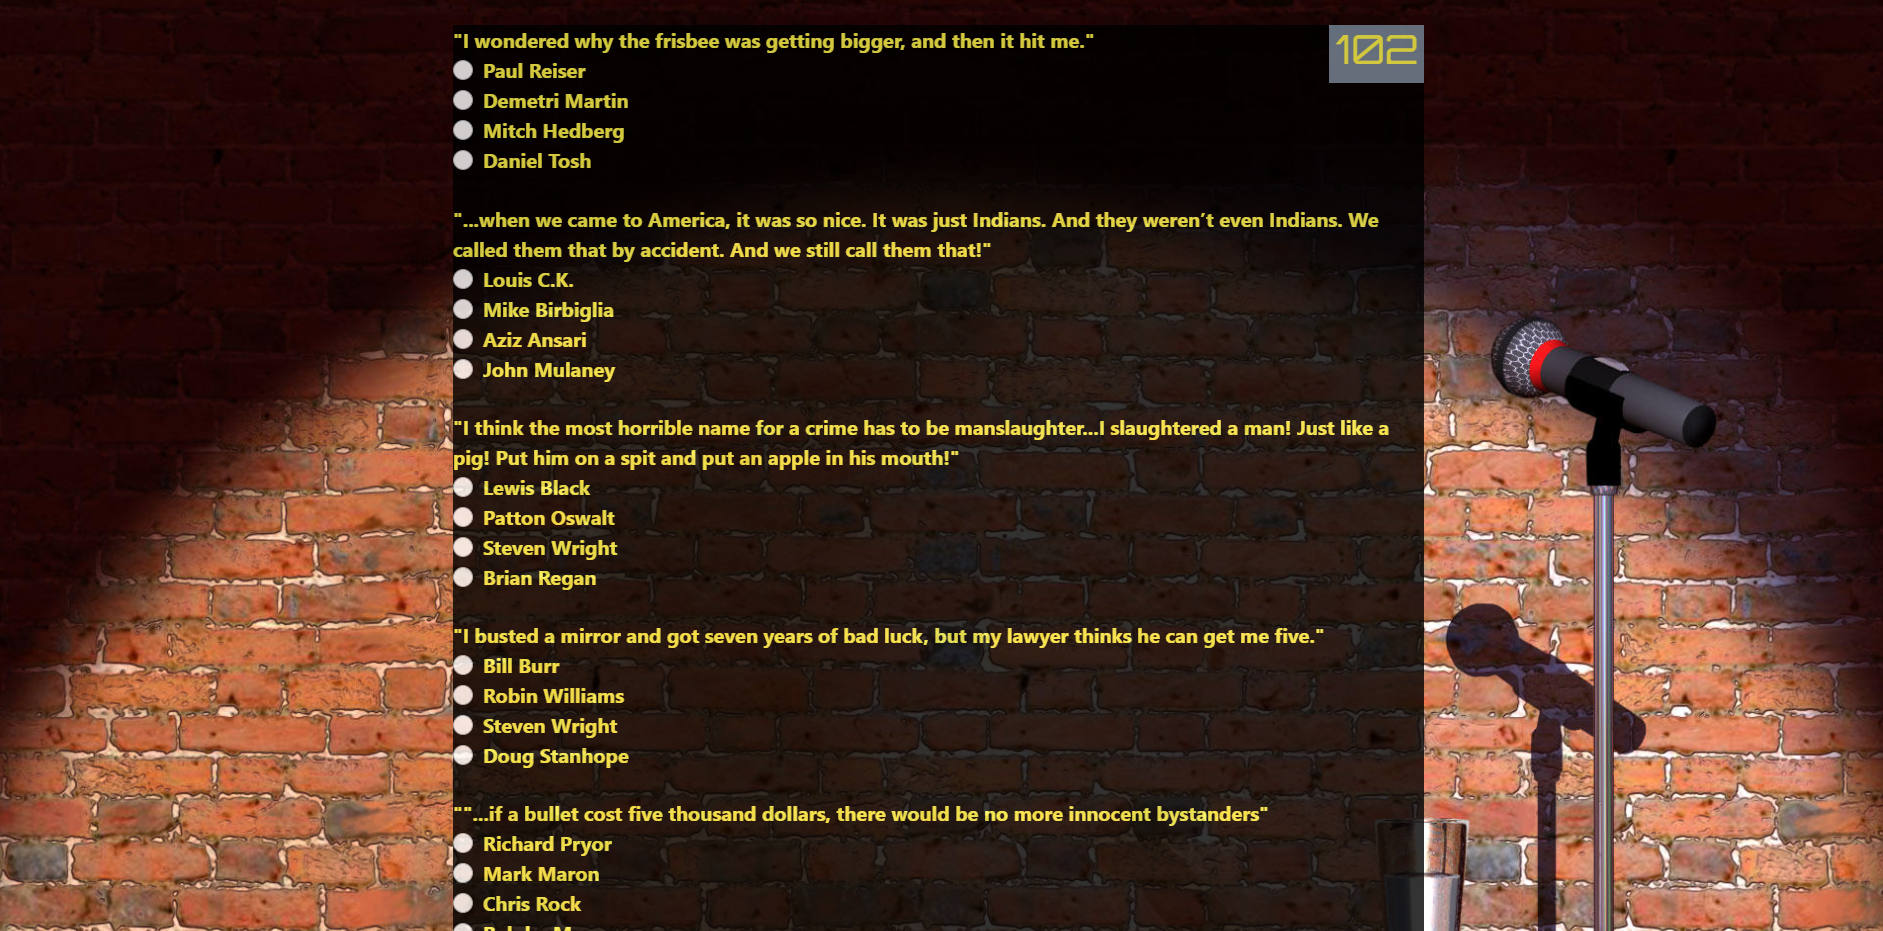 "I wondered why the frisbee was getting bigger, and then it hit me."
102
Paul Reiser
Demetri Martin
Mitch Hedberg
Daniel Tosh
"...when we came to America, it was so nice. It was just Indians. And they weren’t even Indians. We
called them that by accident. And we still call them that!"
Louis C.K.
Mike Birbiglia
Aziz Ansari
John Mulaney
"I think the most horrible name for a crime has to be manslaughter...I slaughtered a man! Just like a
pig! Put him on a spit and put an apple in his mouth!"
Lewis Black
Patton Oswalt
Steven Wright
Brian Regan
"I busted a mirror and got seven years of bad luck, but my lawyer thinks he can get me five."
Bill Burr
Robin Williams
Steven Wright
Doug Stanhope
""...if a bullet cost five thousand dollars, there would be no more innocent bystanders"
Richard Pryor
Mark Maron
Chris Rock